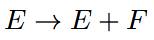 E → E + F